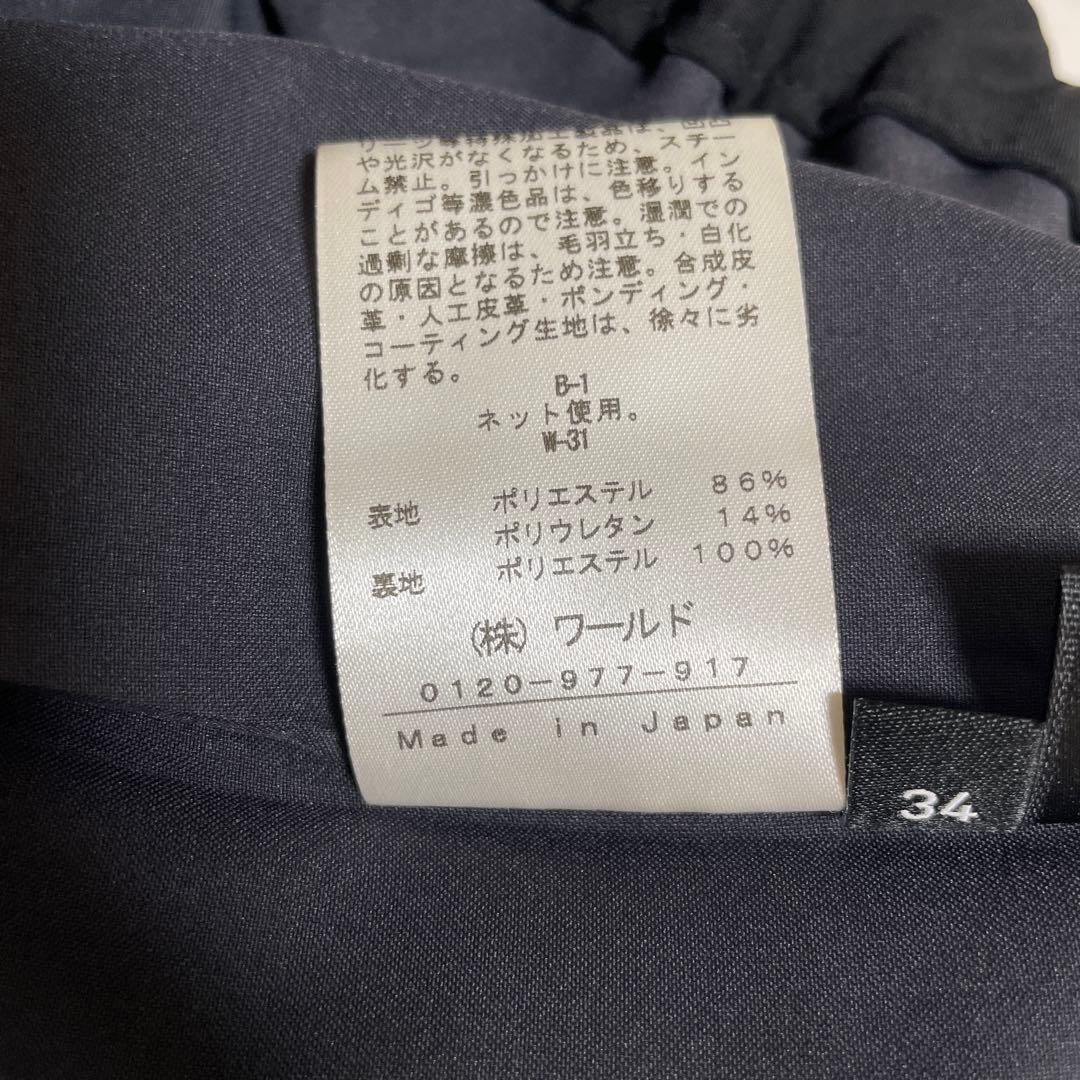 や光沢がなくなるため、スチー
ム禁止。引っかけに注意。イン
ディゴ等濃色品は、色移りする
ことがあるので注意。湿潤での
過剰な摩擦は、毛羽立ち・白化
の原因となるため注意。合成皮
革・人工皮革・ボンディング・
コーティング生地は、徐々に劣
化する。
B-1
ネット使用。
W-31
表地 ポリエステル 86%
ポリウレタン 14%
裏地 ポリエステル 100%
(株) ワールド
0120-977-917
Made in Japan
34